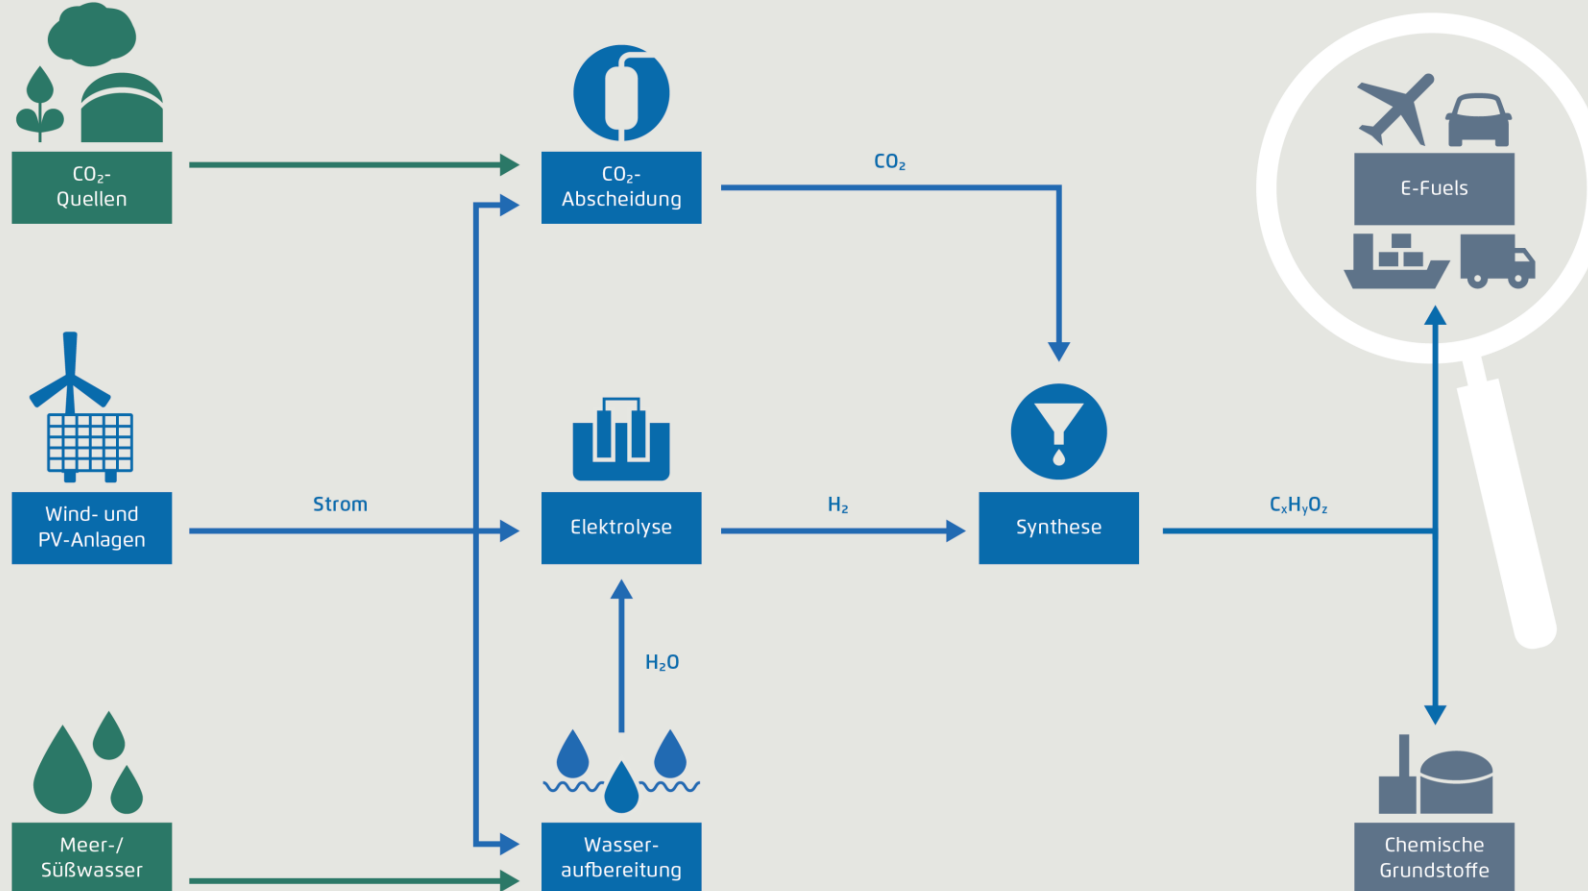 CO₂-
Quellen
CO₂-
Abscheidung
CO₂
E-Fuels
Wind- und
PV-Anlagen
Strom
Elektrolyse
H₂
Synthese
CₓHᵧO₂
H₂O
Meer-/
Süßwasser
Wasser-
aufbereitung
Chemische
Grundstoffe